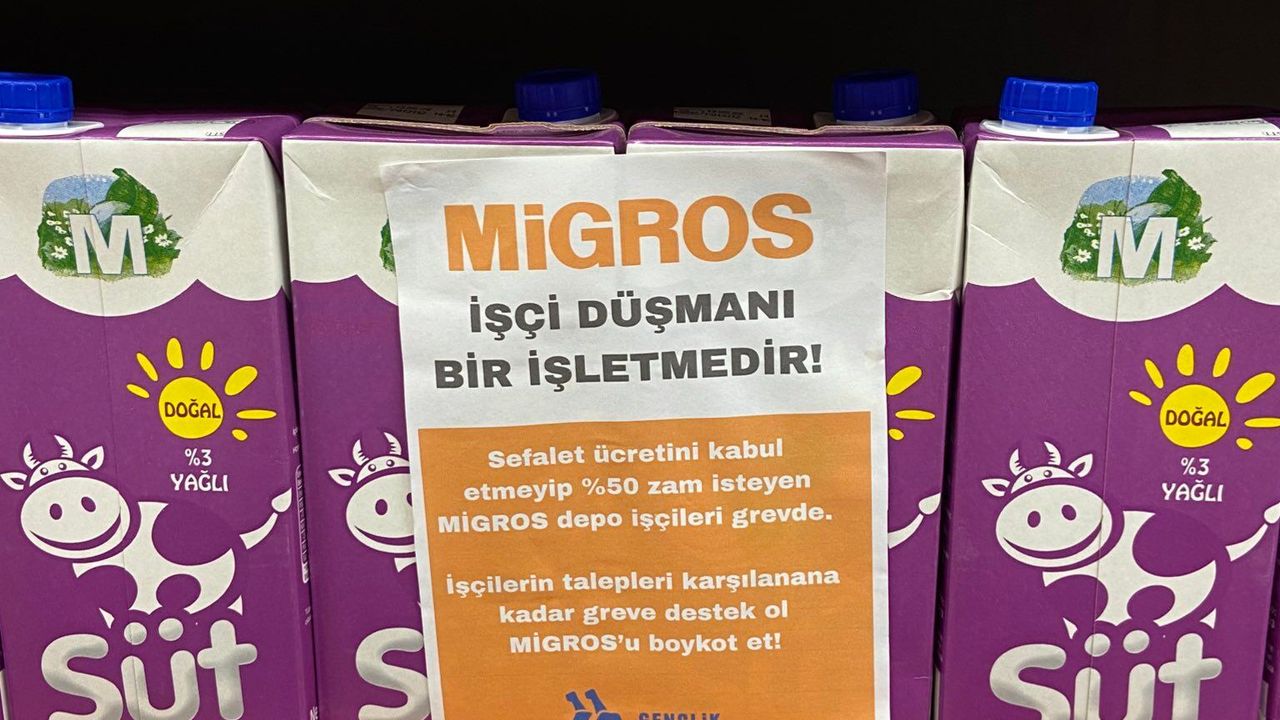 M
DOĞAL
%3
YAĞLI
Süt
MiGROS
İŞÇİ DÜŞMANI
BİR İŞLETMEDİR!
Sefalet ücretini kabul
etmeyip %50 zam isteyen
MİGROS depo işçileri grevde.
İşçilerin talepleri karşılanana
kadar greve destek ol
MİGROS'u boykot et!
GENÇLİK
M
DOĞAL
%3
YAĞLI
Süt